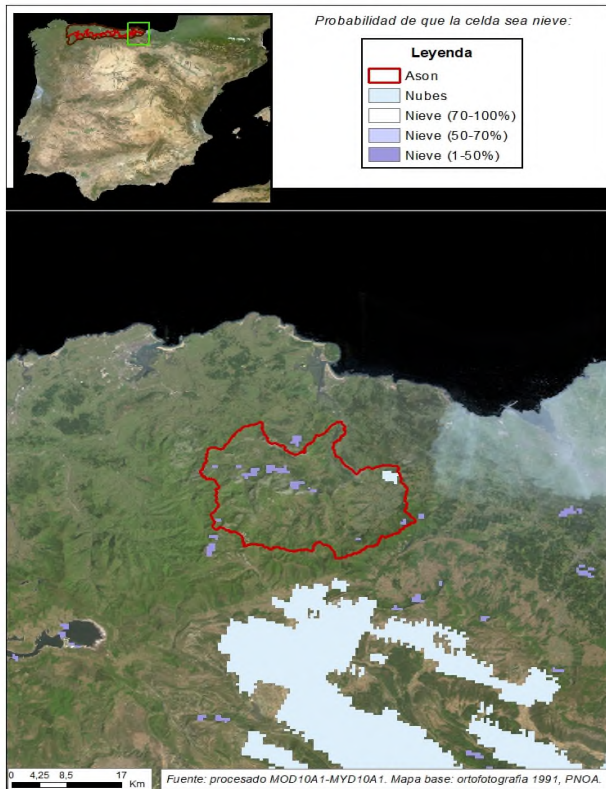 Probabilidad de que la celda sea nieve:
Leyenda
Ason
Nubes
Nieve (70-100%)
Nieve (50-70%)
Nieve (1-50%)
0 4,25 8,5 17
Km
Fuente: procesado MOD10A1-MYD10A1. Mapa base: ortofotografia 1991, PNOA.